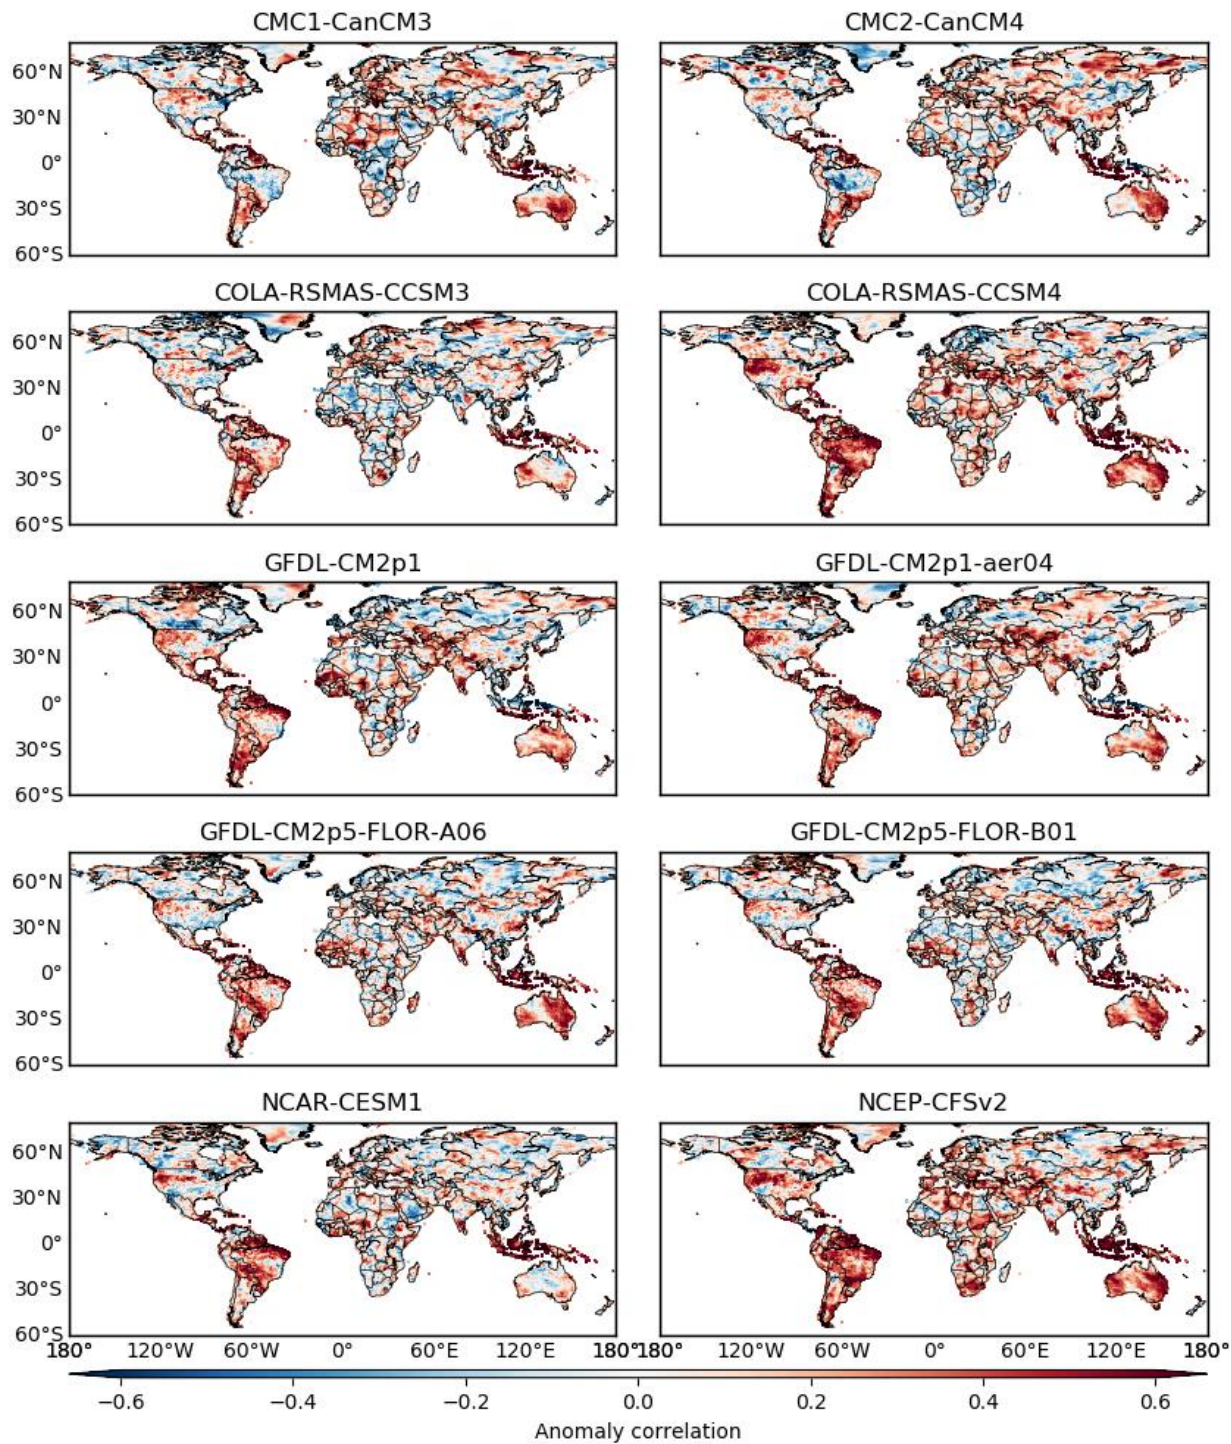 CMC1-CanCM3 CMC2-CanCM4
60°N
30°N
0°
30°S
60°S
COLA-RSMAS-CCSM3 COLA-RSMAS-CCSM4
60°N
30°N
0°
30°S
60°S
GFDL-CM2p1 GFDL-CM2p1-aer04
60°N
30°N
0°
30°S
60°S
GFDL-CM2p5-FLOR-A06 GFDL-CM2p5-FLOR-B01
60°N
30°N
0°
30°S
60°S
NCAR-CESM1 NCEP-CFSv2
60°N
30°N
0°
30°S
60°S
180° 120°W 60°W 0° 60°E 120°E 180° 180° 120°W 60°W 0° 60°E 120°E 180°
−0.6 −0.4 −0.2 0.0 0.2 0.4 0.6
Anomaly correlation